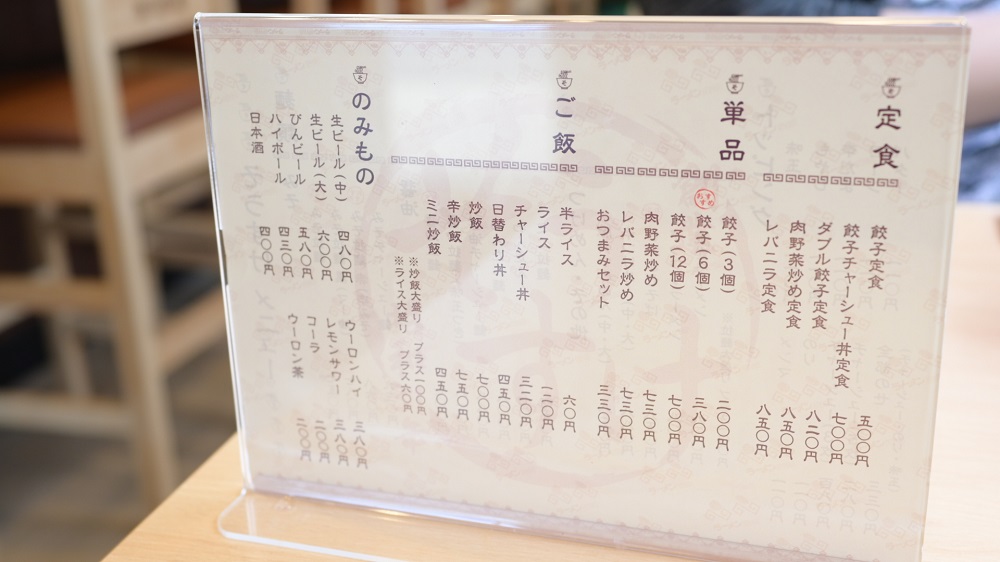 定食
餃子定食 五〇〇円
餃子チャーシュー丼定食 七〇〇円
ダブル餃子定食 八二〇円
肉野菜炒め定食 八五〇円
レバニラ定食 八五〇円
単品
餃子(3個) 二〇〇円
おすすめ
餃子(6個) 三八〇円
餃子(12個) 七〇〇円
肉野菜炒め 七三〇円
レバニラ炒め 七三〇円
おつまみセット 三三〇円
ご飯
半ライス 六〇円
ライス 一二〇円
チャーシュー丼 三二〇円
日替わり丼 四五〇円
炒飯 七〇〇円
辛炒飯 七五〇円
ミニ炒飯 四五〇円
※炒飯大盛り プラス一〇〇円
※ライス大盛り プラス六〇円
のみもの
生ビール(中) 四八〇円
生ビール(大) 六〇〇円
びんビール 五八〇円
ハイボール 四三〇円
日本酒 四〇〇円
ウーロンハイ 三八〇円
レモンサワー 三八〇円
コーラ 二〇〇円
ウーロン茶 二〇〇円